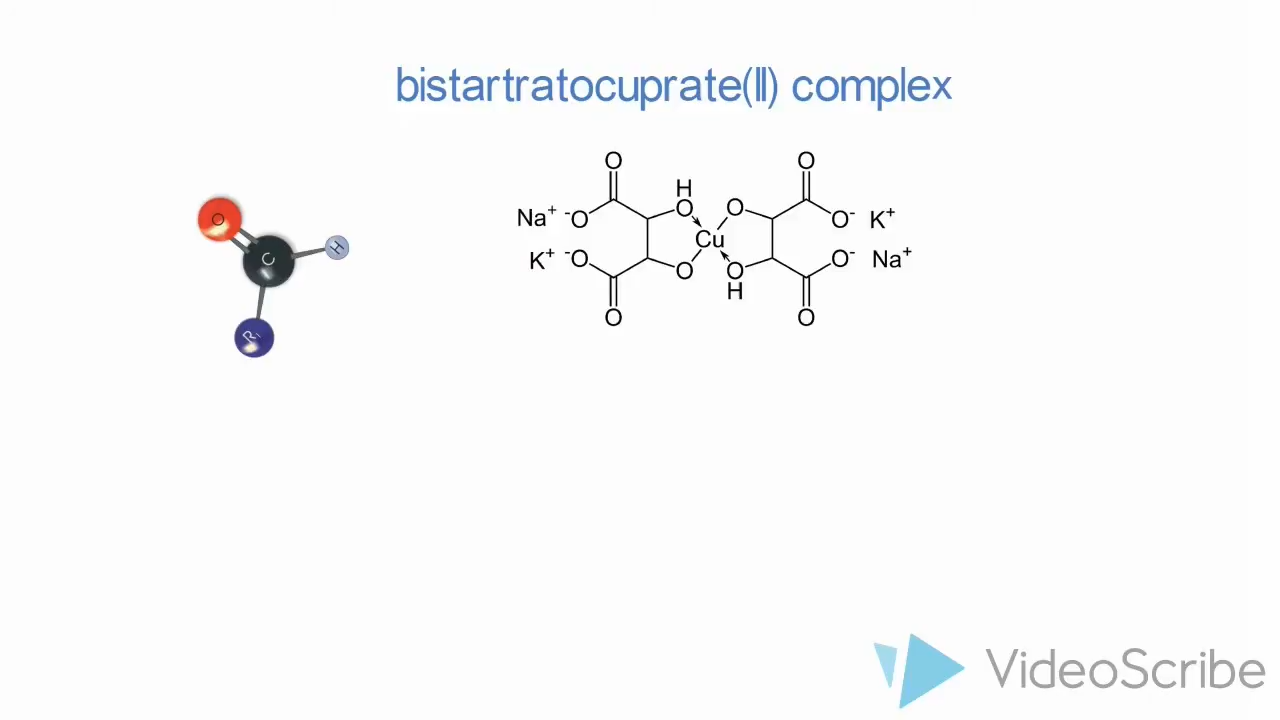 bistartratocuprate(II) complex
O O
H
O O
Na+ -O O- K+
O
Cu
C H
K+ -O O- Na+
O O
H
O O
R
VideoScribe